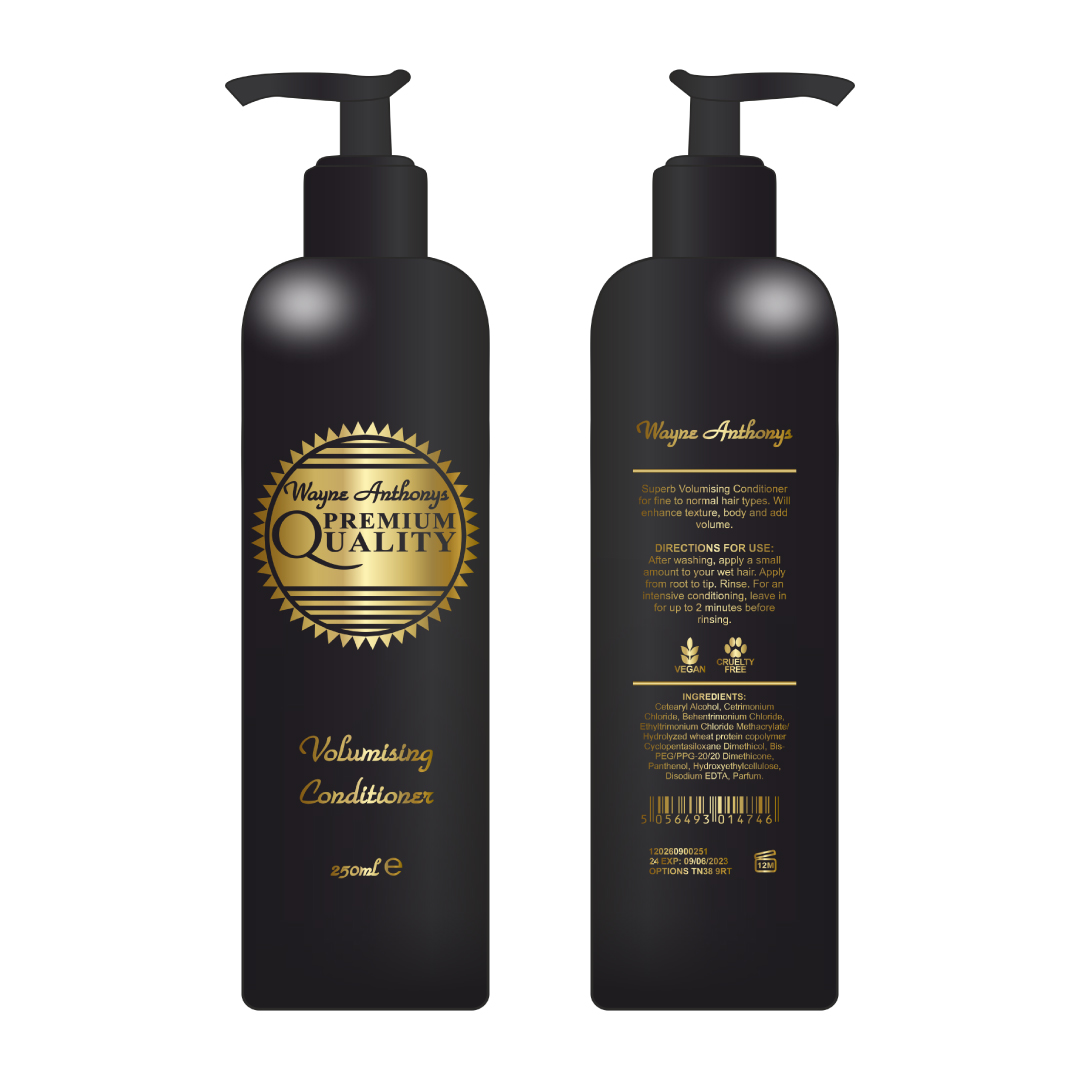 Wayne Anthonys
PREMIUM
QUALITY
Volumising
Conditioner
250ml ℮
Wayne Anthonys
Superb Volumising Conditioner
for fine to normal hair types. Will
enhance texture, body and add
volume.
DIRECTIONS FOR USE:
After washing, apply a small
amount to your wet hair. Apply
from root to tip. Rinse. For an
intensive conditioning, leave in
for up to 2 minutes before
rinsing.
VEGAN
CRUELTY
FREE
INGREDIENTS:
Cetearyl Alcohol, Cetrimonium
Chloride, Behentrimonium Chloride,
Ethyltrimonium Chloride Methacrylate/
Hydrolyzed wheat protein copolymer
Cyclopentasiloxane Dimethicol, Bis-
PEG/PPG-20/20 Dimethicone,
Panthenol, Hydroxyethylcellulose,
Disodium EDTA, Parfum.
5 056493 014746
120260900251
24 EXP: 09/06/2023
OPTIONS TN38 9RT
12M